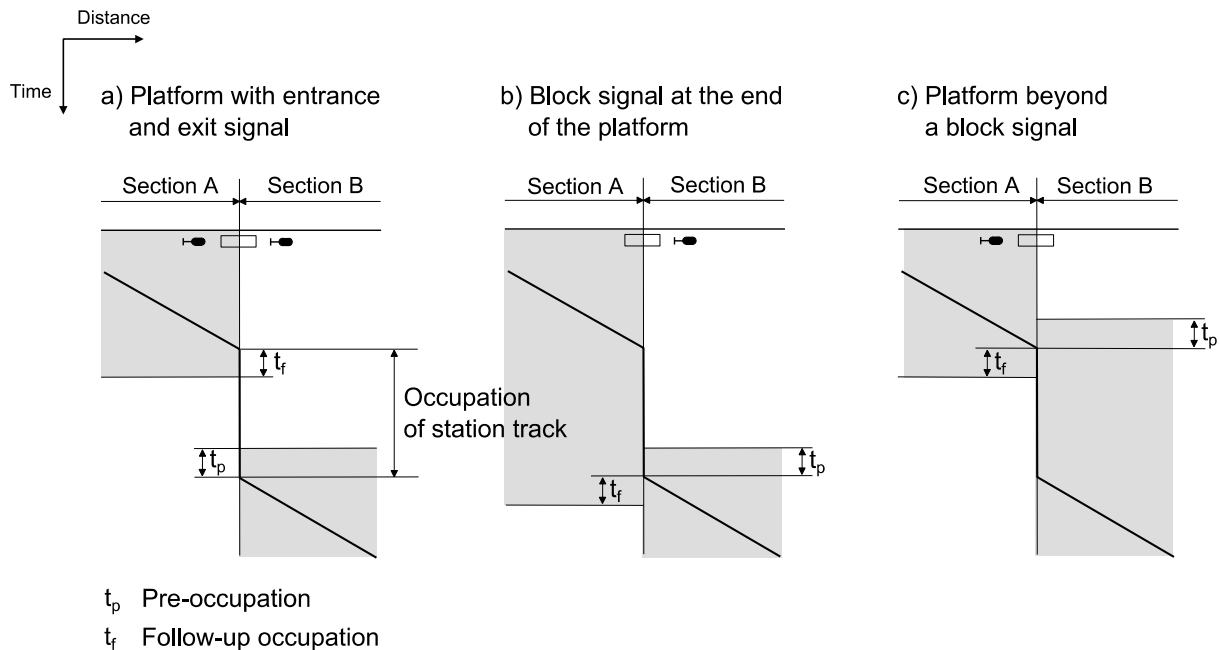 Distance
Time
a) Platform with entrance
and exit signal
b) Block signal at the end
of the platform
c) Platform beyond
a block signal
Section A
Section B
Section A
Section B
Section A
Section B
tf
tp
Occupation
of station track
tp
tf
tp
tf
tp Pre-occupation
tf Follow-up occupation